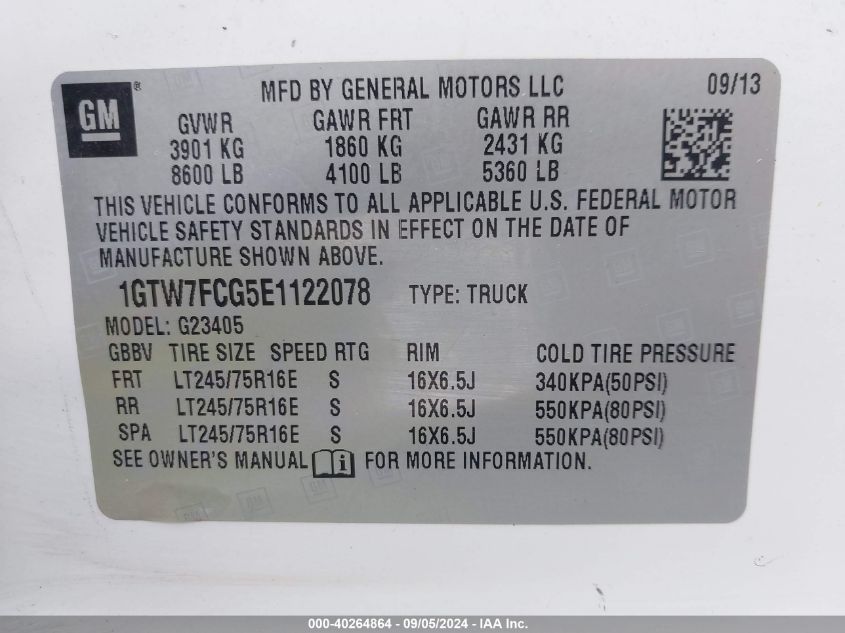 GM ® MFD BY GENERAL MOTORS LLC 09/13
GVWR GAWR FRT GAWR RR
3901 KG 1860 KG 2431 KG
8600 LB 4100 LB 5360 LB
THIS VEHICLE CONFORMS TO ALL APPLICABLE U.S. FEDERAL MOTOR
VEHICLE SAFETY STANDARDS IN EFFECT ON THE DATE OF
MANUFACTURE SHOWN ABOVE.
1GTW7FCG5E1122078 TYPE: TRUCK
MODEL: G23405
GBBV TIRE SIZE SPEED RTG RIM COLD TIRE PRESSURE
FRT LT245/75R16E S 16X6.5J 340KPA(50PSI)
RR LT245/75R16E S 16X6.5J 550KPA(80PSI)
SPA LT245/75R16E S 16X6.5J 550KPA(80PSI)
SEE OWNER'S MANUAL i FOR MORE INFORMATION.
000-40264864 - 09/05/2024 - IAA Inc.